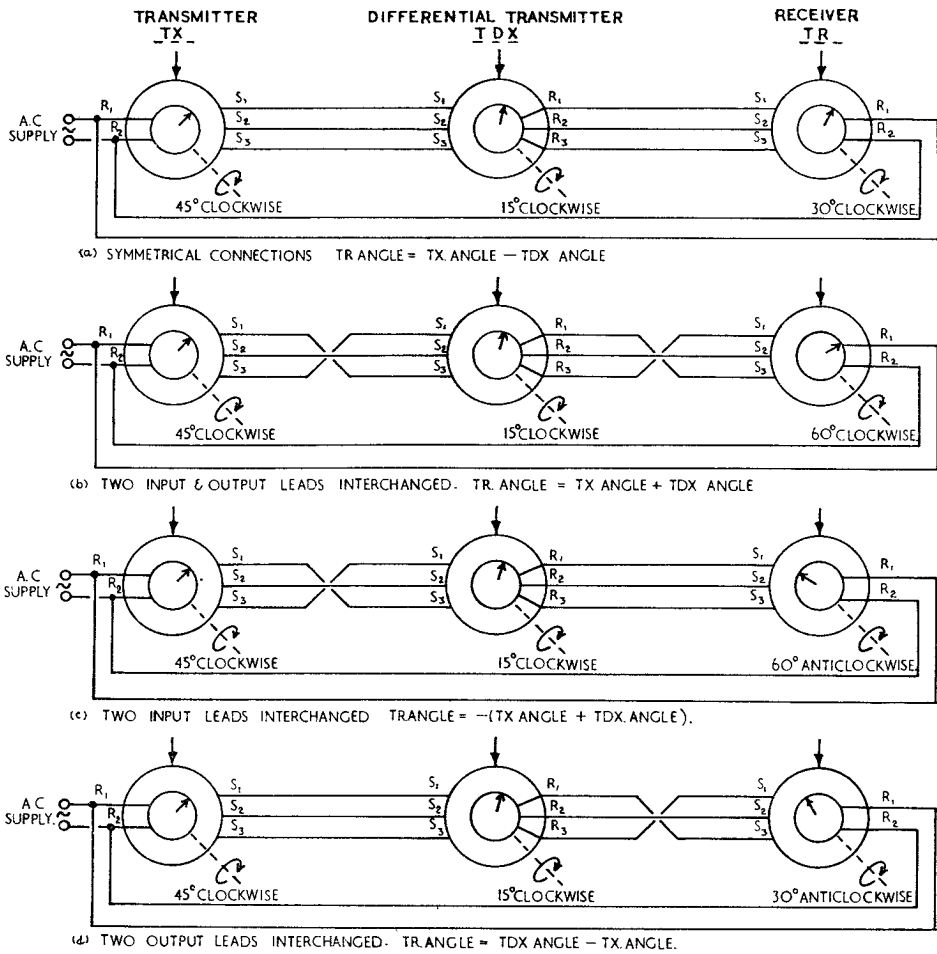 TRANSMITTER DIFFERENTIAL TRANSMITTER RECEIVER
TX TDX TR
A.C SUPPLY R₁ R₂ S₁ S₂ S₃ S₁ S₂ S₃ R₁ R₂ R₃ S₁ S₂ S₃ R₁ R₂
45° CLOCKWISE 15° CLOCKWISE 30° CLOCKWISE.
(a) SYMMETRICAL CONNECTIONS TR ANGLE = TX. ANGLE — TDX ANGLE
A.C SUPPLY R₁ R₂ S₁ S₂ S₃ S₁ S₂ S₃ R₁ R₂ R₃ S₁ S₂ S₃ R₁ R₂
45° CLOCKWISE 15° CLOCKWISE 60° CLOCKWISE
(b) TWO INPUT & OUTPUT LEADS INTERCHANGED. TR. ANGLE = TX ANGLE + TDX ANGLE
A.C SUPPLY R₁ R₂ S₁ S₂ S₃ S₁ S₂ S₃ R₁ R₂ R₃ S₁ S₂ S₃ R₁ R₂
45° CLOCKWISE 15° CLOCKWISE 60° ANTICLOCKWISE.
(c) TWO INPUT LEADS INTERCHANGED TR ANGLE = —(TX ANGLE + TDX. ANGLE).
A C SUPPLY. R₁ R₂ S₁ S₂ S₃ S₁ S₂ S₃ R₁ R₂ R₃ S₁ S₂ S₃ R₁ R₂
45° CLOCKWISE 15° CLOCKWISE 30° ANTICLOCKWISE
(d) TWO OUTPUT LEADS INTERCHANGED. TR. ANGLE = TDX ANGLE — TX. ANGLE.